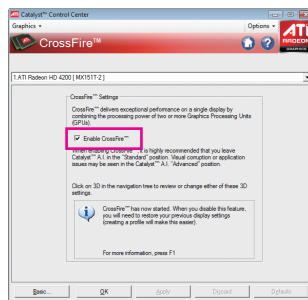 Catalyst™ Control Center
Graphics
Options
ATI
RADEON
GRAPHICS
CrossFire™
1.ATI Radeon HD 4200 [ MX151T-2 ]
CrossFire™ Settings
CrossFire™ delivers exceptional performance on a single display by
combining the processing power of two or more Graphics Processing Units
(GPUs).
Enable CrossFire™
When enabling CrossFire™, it is highly recommended that you leave
Catalyst™ A.I. in the "Standard" position. Visual corruption or application
issues may be seen in the Catalyst™ A.I. "Advanced" position.
Click on 3D in the navigation tree to review or change either of these 3D
settings.
CrossFire™ has now started. When you disable this feature,
you will need to restore your previous display settings
(creating a profile will make this easier).
For more information, press F1
Basic...
OK
Apply
Discard
Defaults